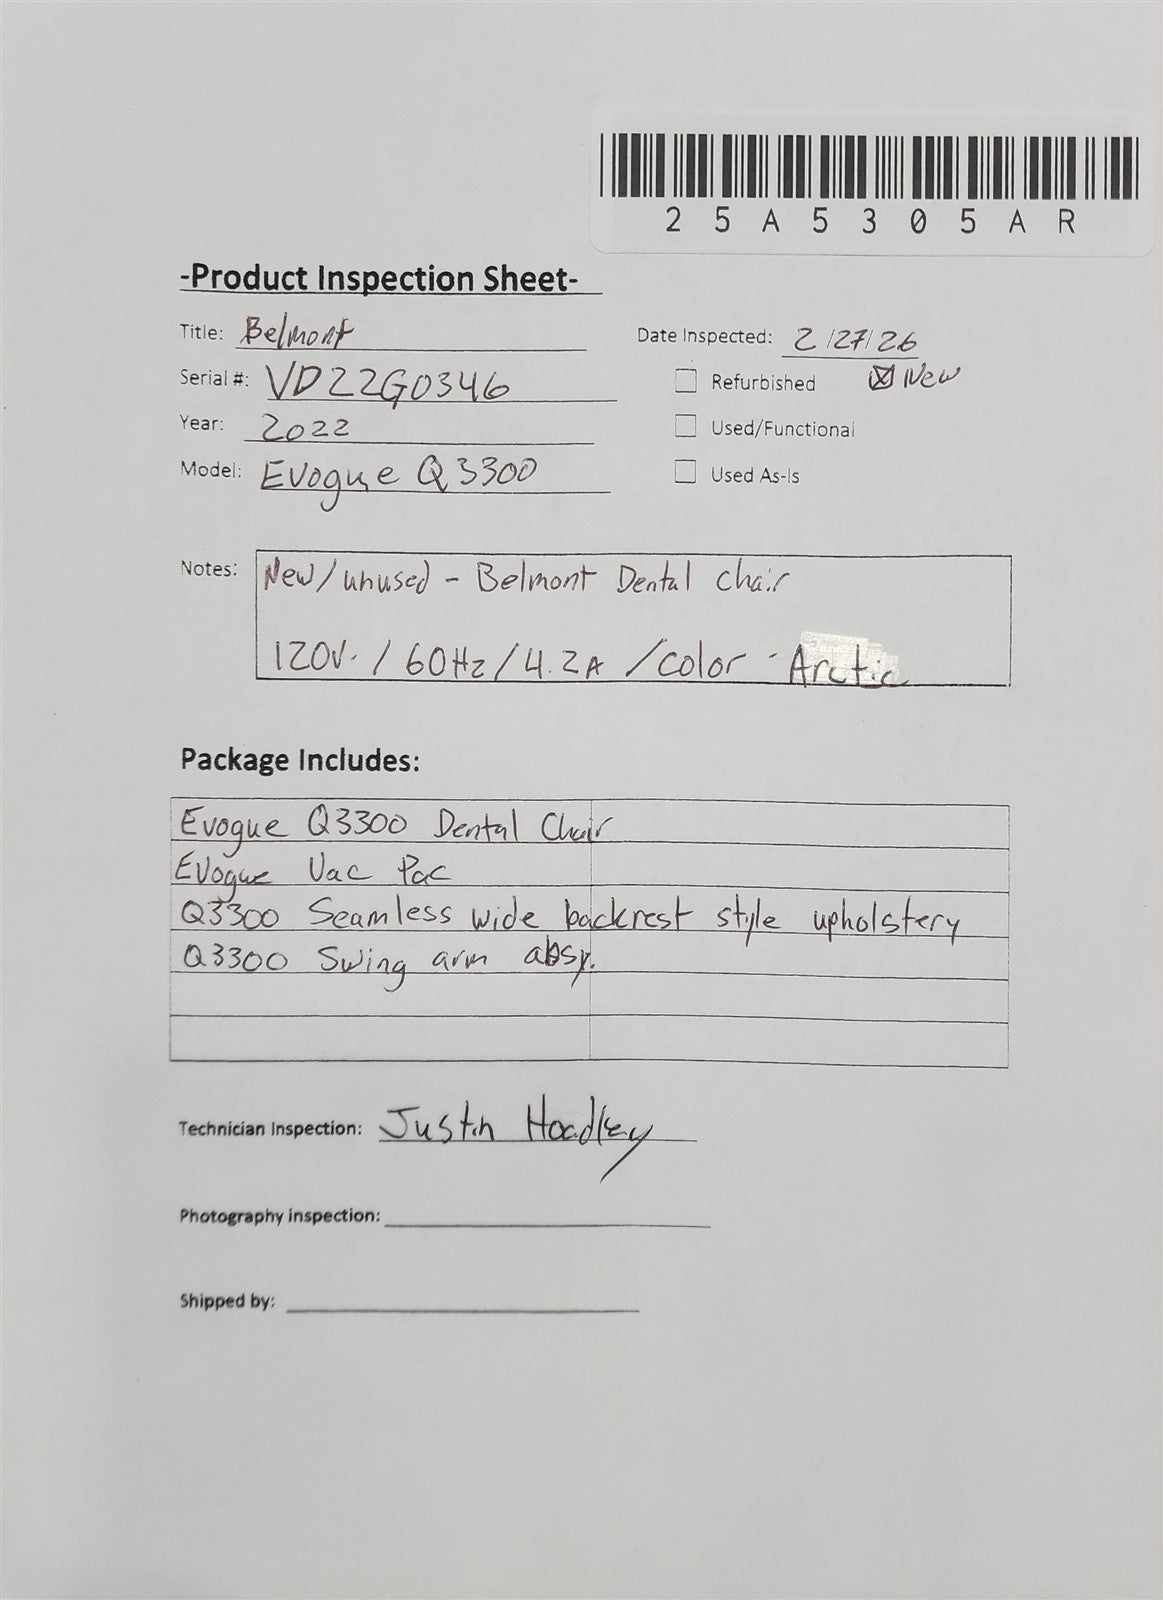 25A5305AR
-Product Inspection Sheet-
Title: Belmont
Date Inspected: 2/27/26
Serial #: VD22G0346
Refurbished
New
Year: 2022
Used/Functional
Model: Evogue Q3300
Used As-Is
Notes: New/unused - Belmont Dental Chair
120V. / 60Hz / 4.2A / color - Arctic
Package Includes:
Evogue Q3300 Dental Chair
Evogue Vac Pac
Q3300 Seamless wide backrest style upholstery
Q3300 Swing arm absy.
Technician Inspection: Justin Hoadley
Photography inspection:
Shipped by: